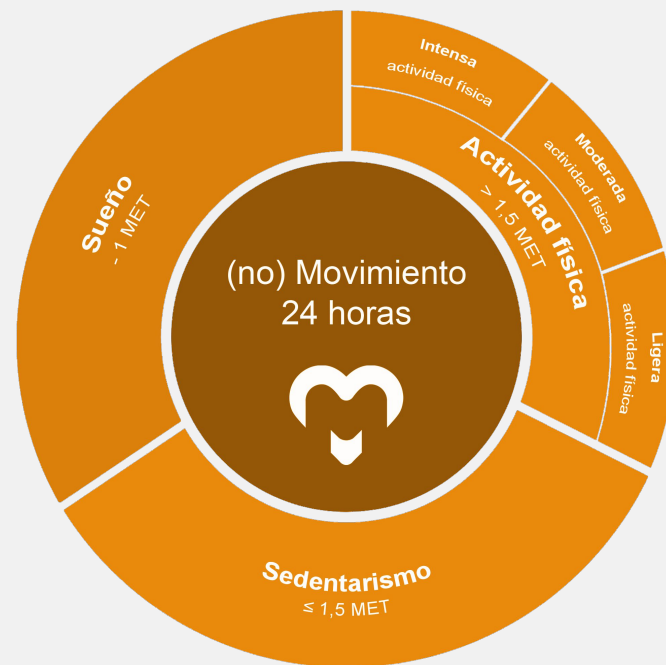 Intensa
actividad física
Moderada
actividad física
Ligera
actividad física
Actividad física
> 1,5 MET
Sueño
- 1 MET
(no) Movimiento
24 horas
Sedentarismo
≤ 1,5 MET